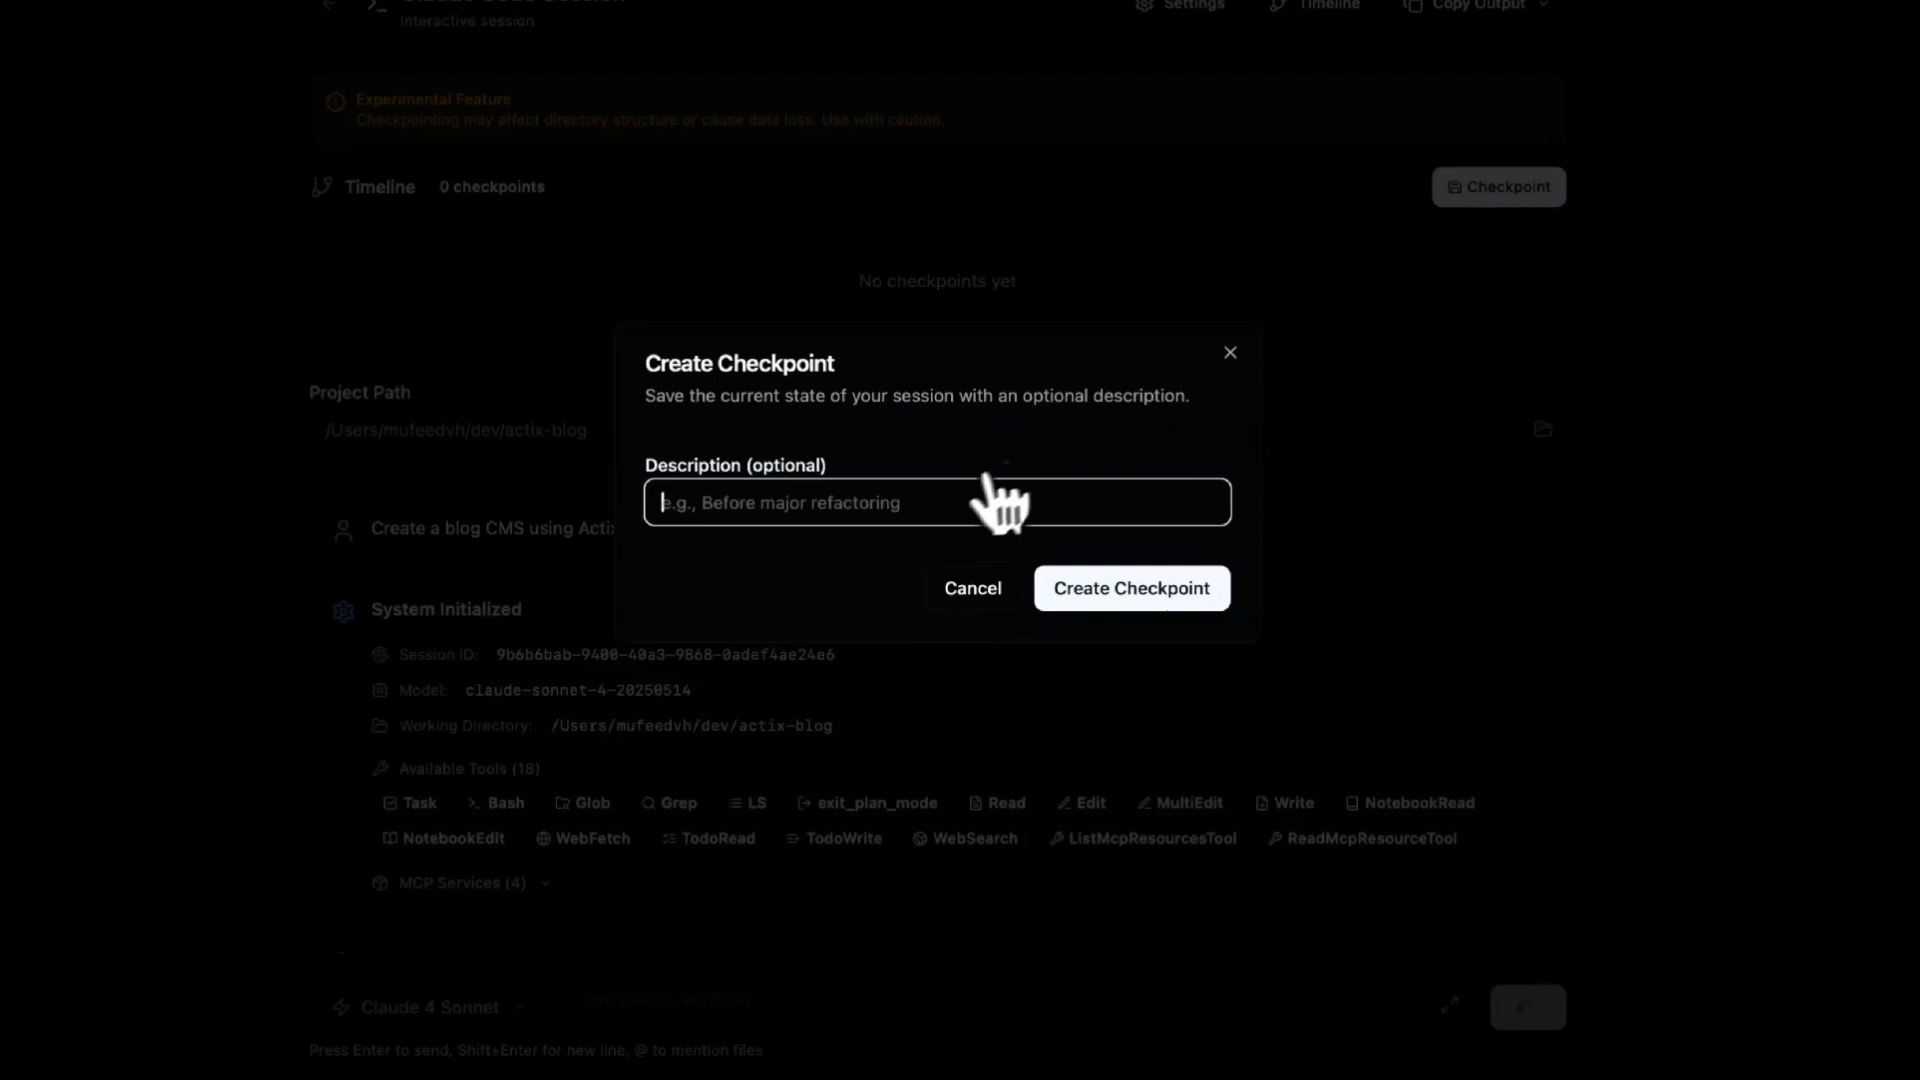 Interactive session
Settings
Timeline
Copy Output
Experimental Feature
Checkpointing may affect directory structure or cause data loss. Use with caution.
Timeline 0 checkpoints
Checkpoint
No checkpoints yet
Create Checkpoint
Save the current state of your session with an optional description.
Description (optional)
e.g., Before major refactoring
Cancel
Create Checkpoint
Project Path
/Users/mufeedvh/dev/actix-blog
Create a blog CMS using Acti
System Initialized
Session ID: 9b6b6bab-9400-40a3-9868-0adef4ae24e6
Model: claude-sonnet-4-20250514
Working Directory: /Users/mufeedvh/dev/actix-blog
Available Tools (18)
Task Bash Glob Grep LS exit_plan_mode Read Edit MultiEdit Write NotebookRead
NotebookEdit WebFetch TodoRead TodoWrite WebSearch ListMcpResourcesTool ReadMcpResourceTool
MCP Services (4)
Claude 4 Sonnet
Press Enter to send, Shift+Enter for new line, @ to mention files